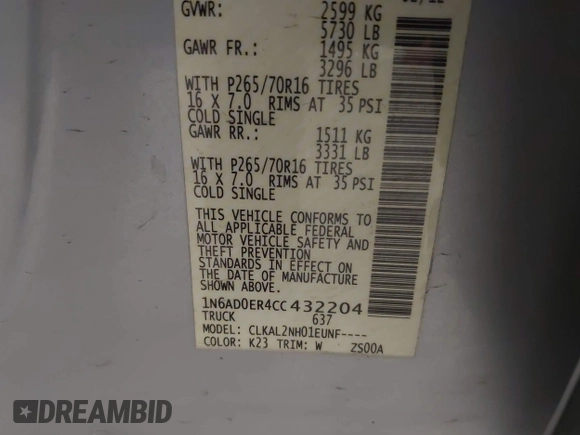 GVWR: 2599 KG
5730 LB
GAWR FR.: 1495 KG
3296 LB
WITH P265/70R16 TIRES
16 X 7.0 RIMS AT 35 PSI
COLD SINGLE
GAWR RR.: 1511 KG
3331 LB
WITH P265/70R16 TIRES
16 X 7.0 RIMS AT 35 PSI
COLD SINGLE
THIS VEHICLE CONFORMS TO
ALL APPLICABLE FEDERAL
MOTOR VEHICLE SAFETY AND
THEFT PREVENTION
STANDARDS IN EFFECT ON
THE DATE OF MANUFACTURE
SHOWN ABOVE.
1N6AD0ER4CC432204
TRUCK 637
MODEL: CLKAL2NH01EUNF----
COLOR: K23 TRIM: W ZS00A
DREAMBID